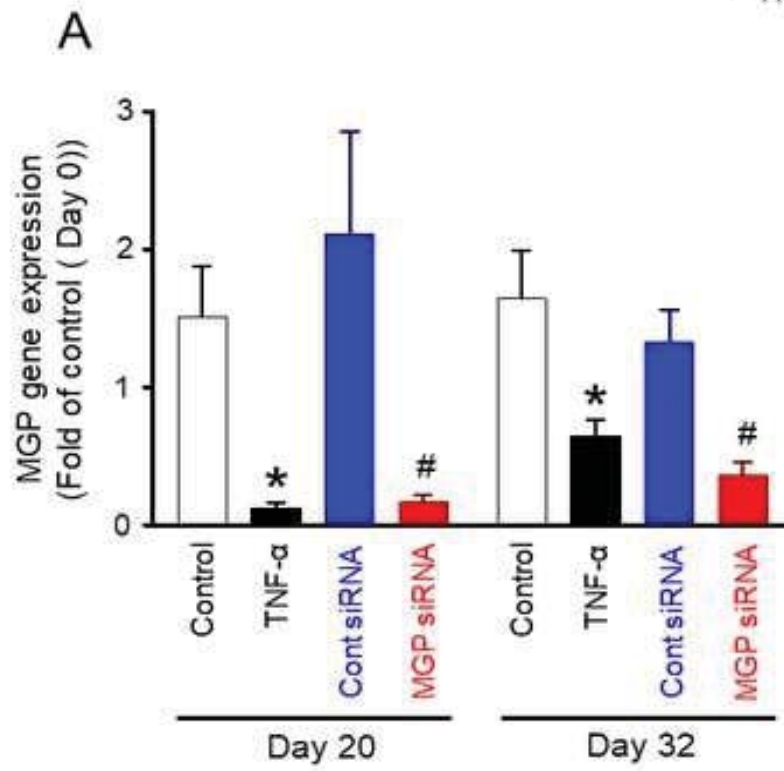 A
MGP gene expression
(Fold of control ( Day 0))
3
2
1
0
*
#
*
#
Control
TNF-α
Cont siRNA
MGP siRNA
Control
TNF-α
Cont siRNA
MGP siRNA
Day 20
Day 32